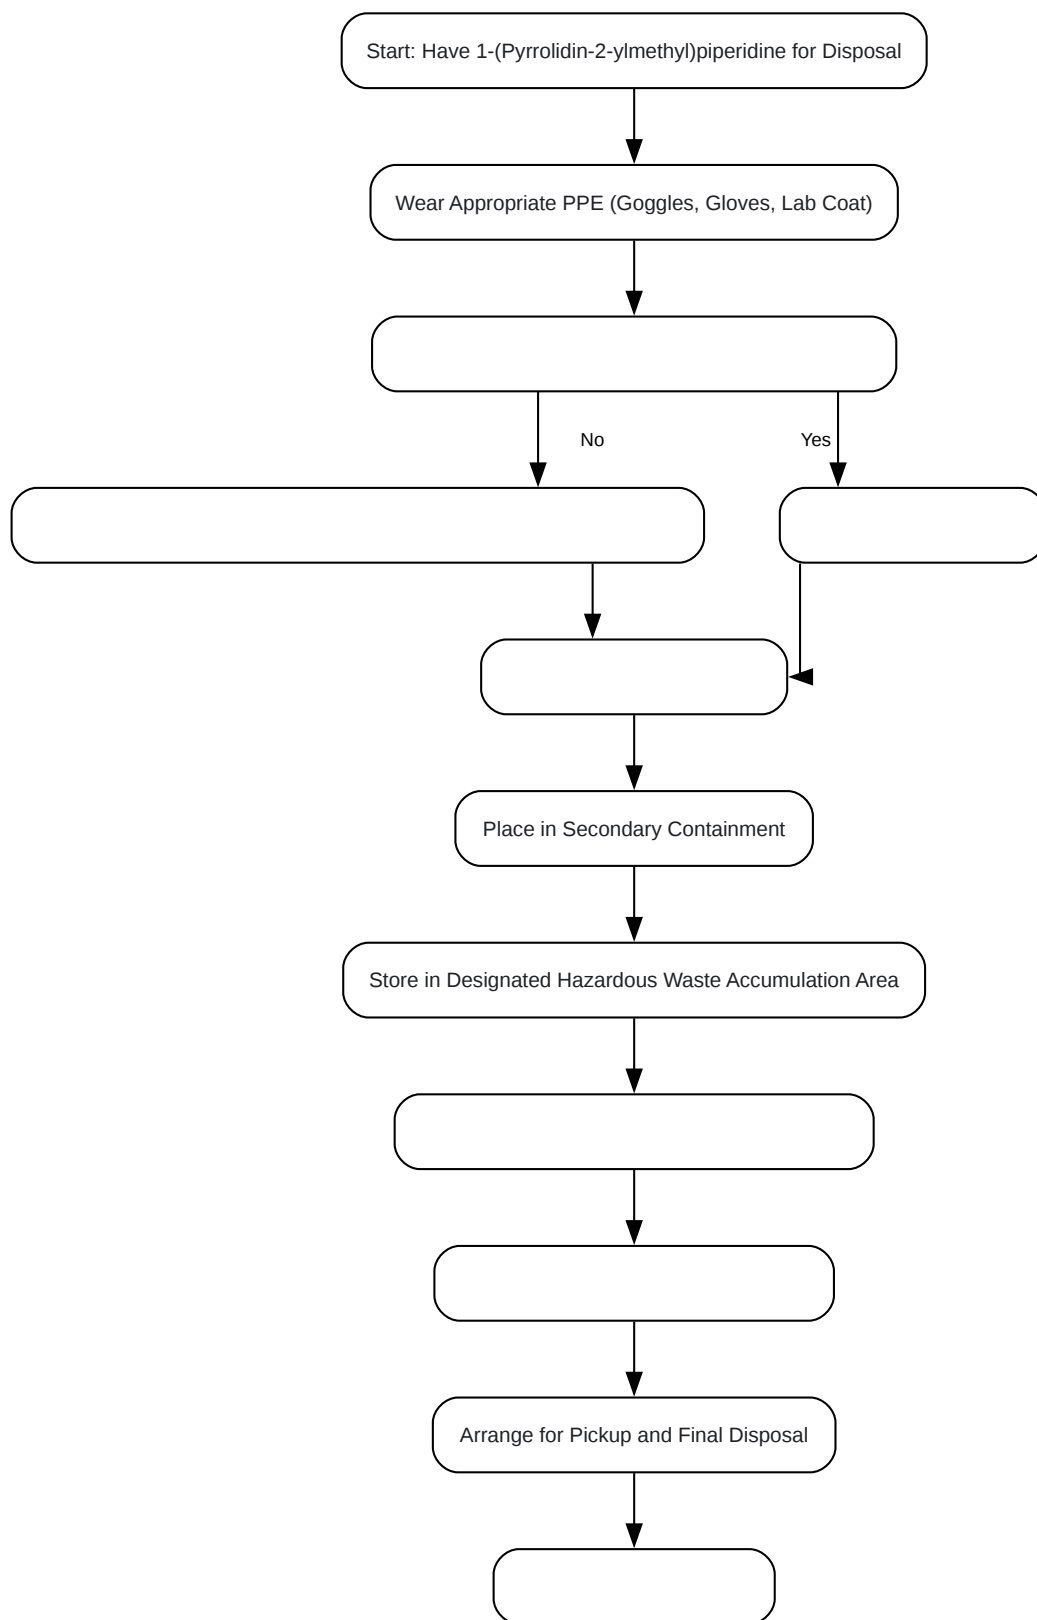 Start: Have 1-(Pyrrolidin-2-ylmethyl)piperidine for Disposal
Wear Appropriate PPE (Goggles, Gloves, Lab Coat)
No
Yes
Place in Secondary Containment
Store in Designated Hazardous Waste Accumulation Area
Arrange for Pickup and Final Disposal